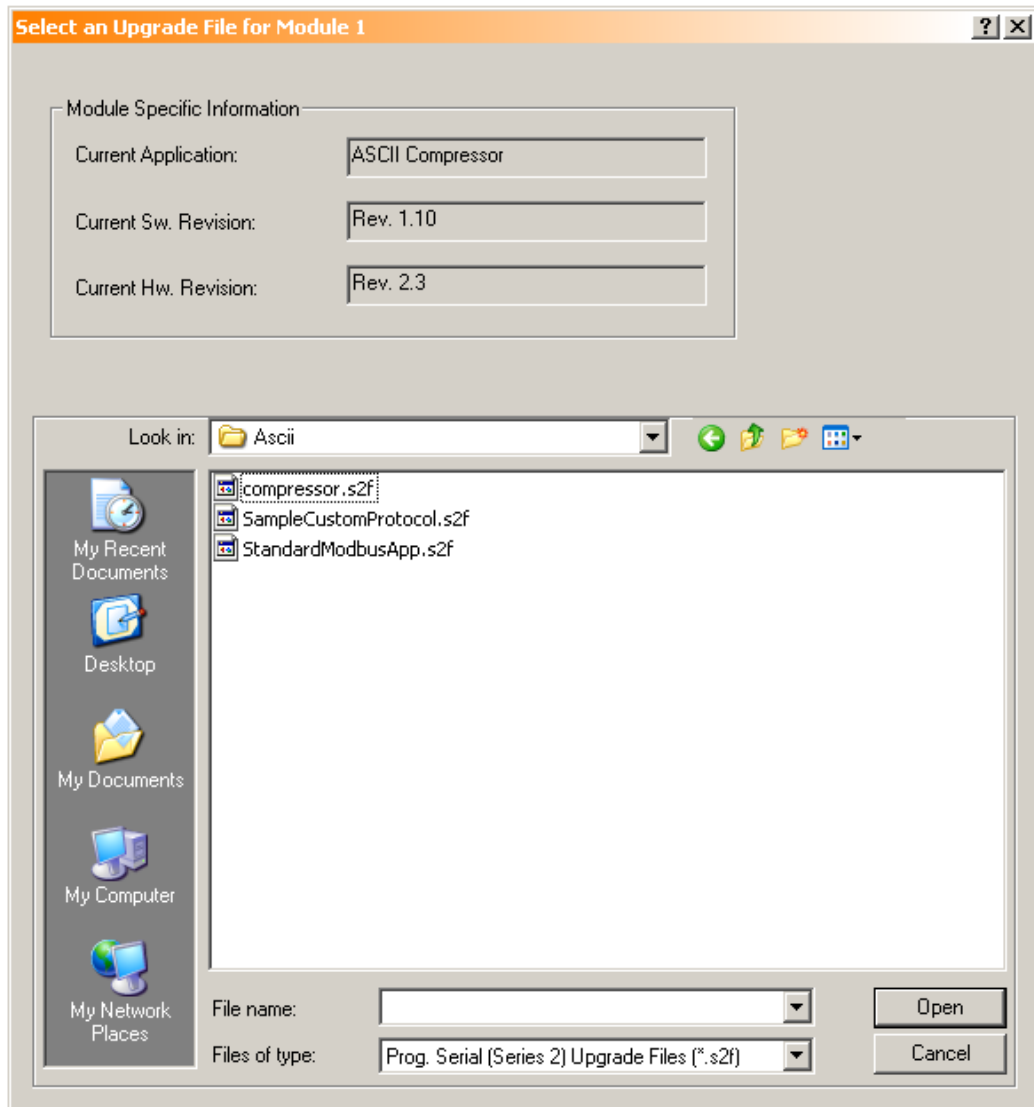 Select an Upgrade File for Module 1
Module Specific Information
Current Application: ASCII Compressor
Current Sw. Revision: Rev. 1.10
Current Hw. Revision: Rev. 2.3
Look in: Ascii
My Recent
Documents
Desktop
My Documents
My Computer
My Network
Places
compressor.s2f
SampleCustomProtocol.s2f
StandardModbusApp.s2f
File name:
Open
Files of type: Prog. Serial (Series 2) Upgrade Files (*.s2f)
Cancel